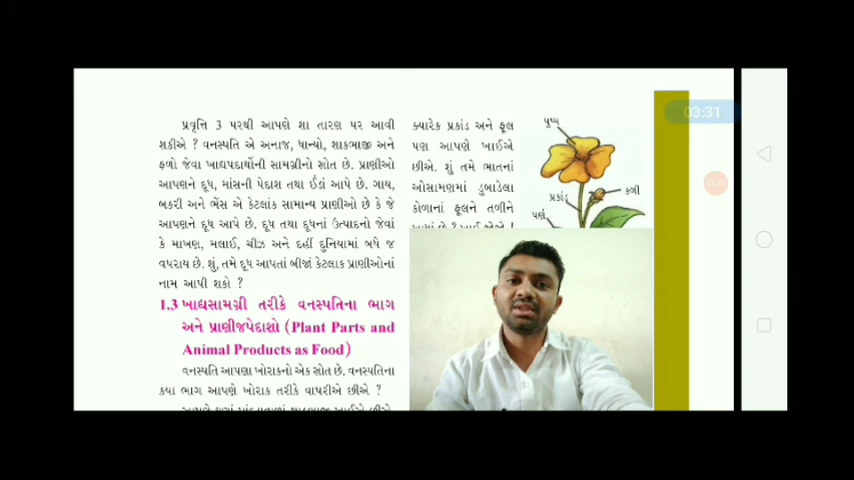 પ્રવૃત્તિ 3 પરથી આપણે શા તારણ પર આવી
શકીએ ? વનસ્પતિ એ અનાજ, ધાન્યો, શાકભાજી અને
ફળો જેવા ખાદ્યપદાર્થોની સામગ્રીનો સ્રોત છે. પ્રાણીઓ
આપણને દૂધ, માંસની પેદાશ તથા ઈંડાં આપે છે. ગાય,
બકરી અને ભેંસ એ કેટલાંક સામાન્ય પ્રાણીઓ છે કે જે
આપણને દૂધ આપે છે. દૂધ તથા દૂધનાં ઉત્પાદનો જેવાં
કે માખણ, મલાઈ, ચીઝ અને દહીં દુનિયામાં બધે જ
વપરાય છે. શું, તમે દૂધ આપતાં બીજાં કેટલાક પ્રાણીઓનાં
નામ આપી શકો ?
1.3 ખાદ્યસામગ્રી તરીકે વનસ્પતિના ભાગ
અને પ્રાણીજપેદાશો (Plant Parts and
Animal Products as Food)
વનસ્પતિ આપણા ખોરાકનો એક સ્રોત છે. વનસ્પતિના
કયા ભાગ આપણે ખોરાક તરીકે વાપરીએ છીએ ?
ક્યારેક પ્રકાંડ અને ફૂલ
પણ આપણે ખાઈએ
છીએ. શું તમે ભાતનાં
ઓસામણમાં ડુબાડેલા
કોળાનાં ફૂલને તળીને
પુષ્પ
કળી
પ્રકાંડ
પર્ણ
03:31